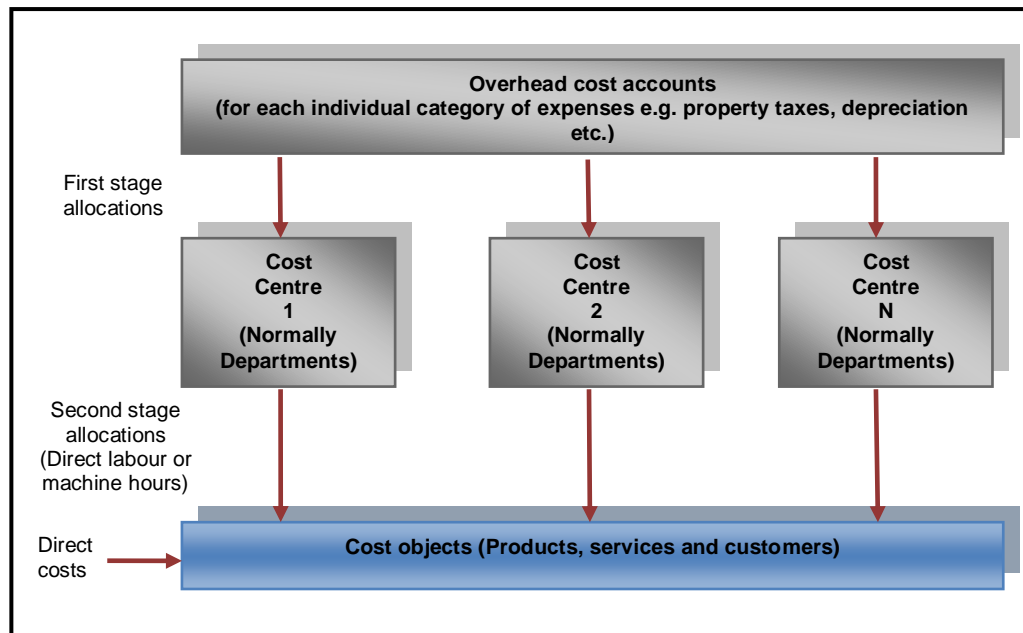 Overhead cost accounts
(for each individual category of expenses e.g. property taxes, depreciation
etc.)
First stage
allocations
Cost
Centre
1
(Normally
Departments)
Cost
Centre
2
(Normally
Departments)
Cost
Centre
N
(Normally
Departments)
Second stage
allocations
(Direct labour or
machine hours)
Direct
costs
Cost objects (Products, services and customers)